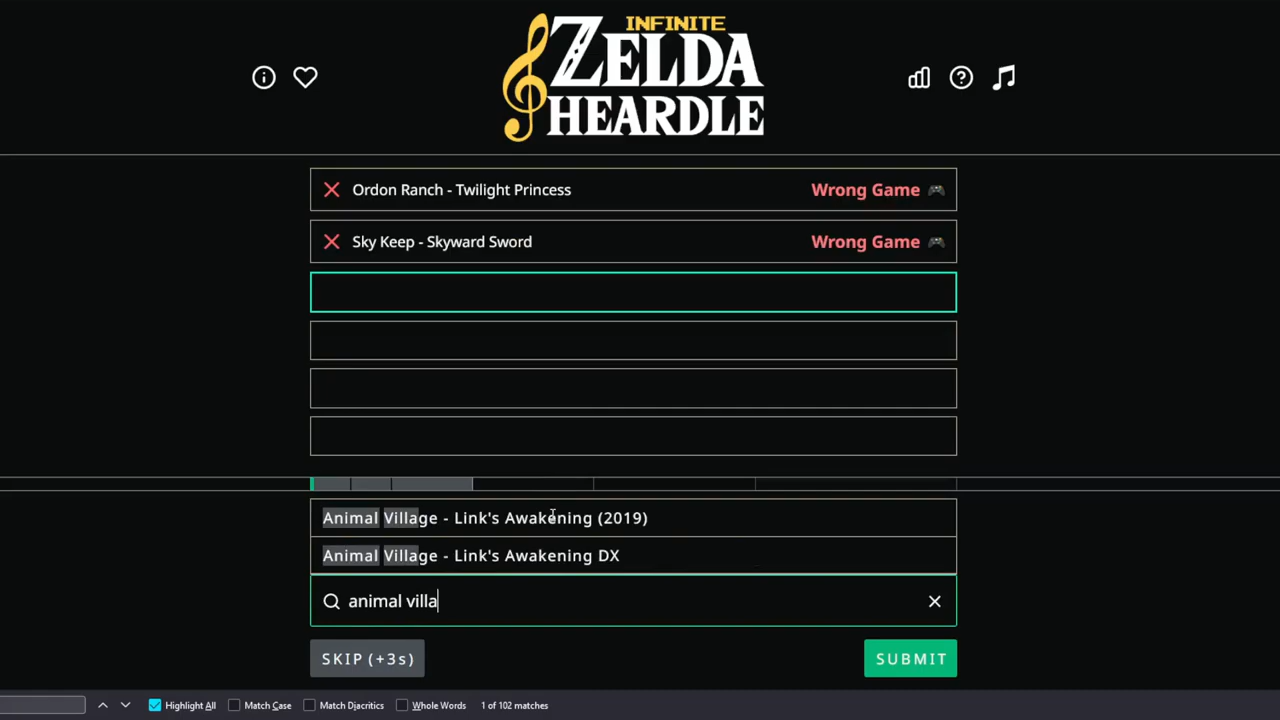 INFINITE
ZELDA
HEARDLE
Ordon Ranch - Twilight Princess Wrong Game 🎮
Sky Keep - Skyward Sword Wrong Game 🎮
Animal Village - Link's Awakening (2019)
Animal Village - Link's Awakening DX
animal villa
SKIP (+3s) SUBMIT
Highlight All Match Case Match Diacritics Whole Words 1 of 102 matches